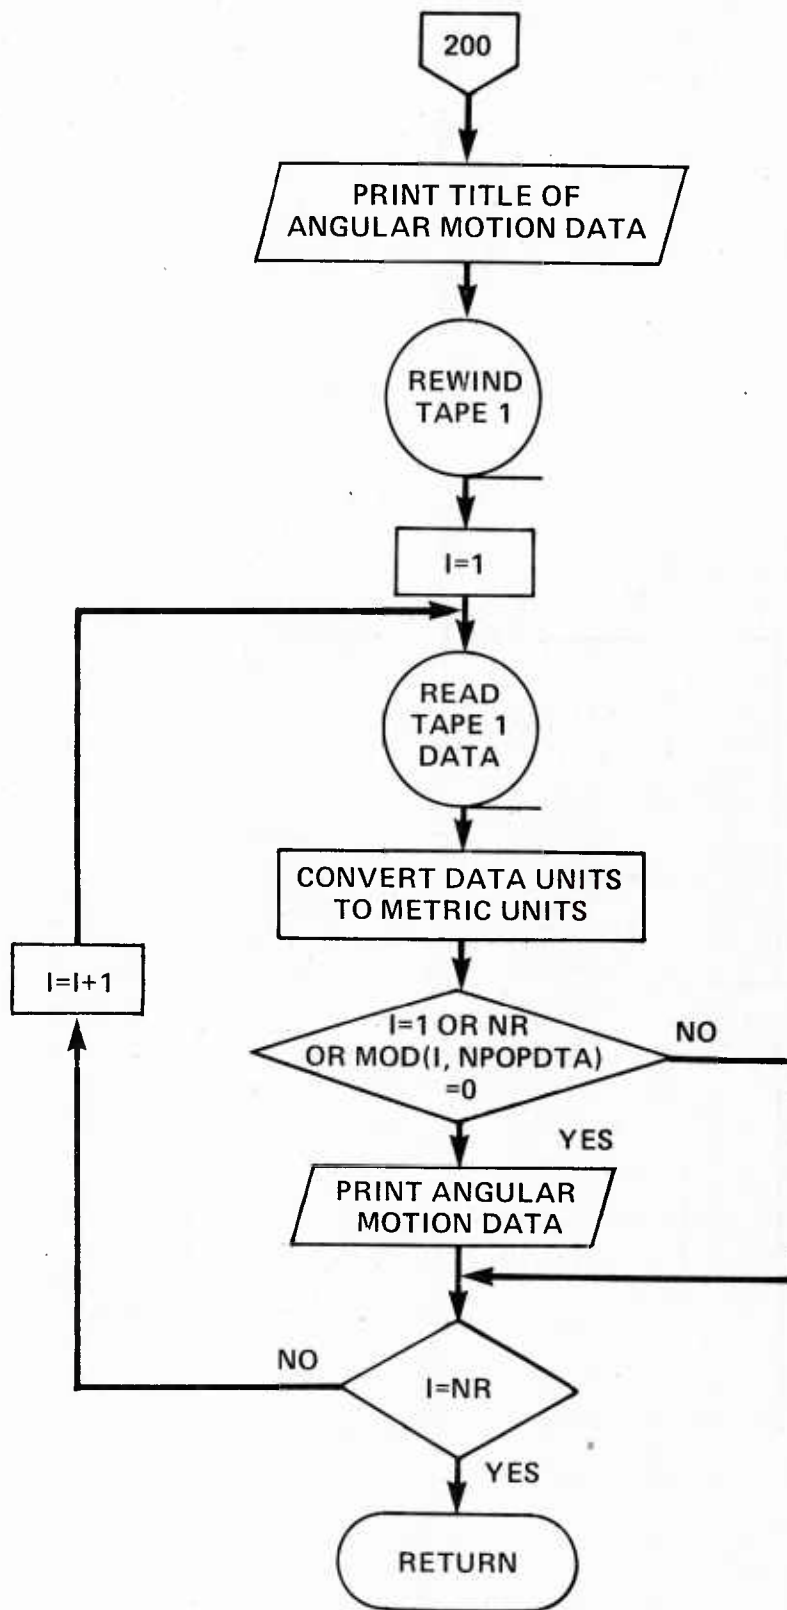 200
PRINT TITLE OF
ANGULAR MOTION DATA
REWIND
TAPE 1
I=1
READ
TAPE 1
DATA
CONVERT DATA UNITS
TO METRIC UNITS
I=I+1
I=1 OR NR
OR MOD(I, NPOPDTA)
=0
NO
YES
PRINT ANGULAR
MOTION DATA
NO
I=NR
YES
RETURN